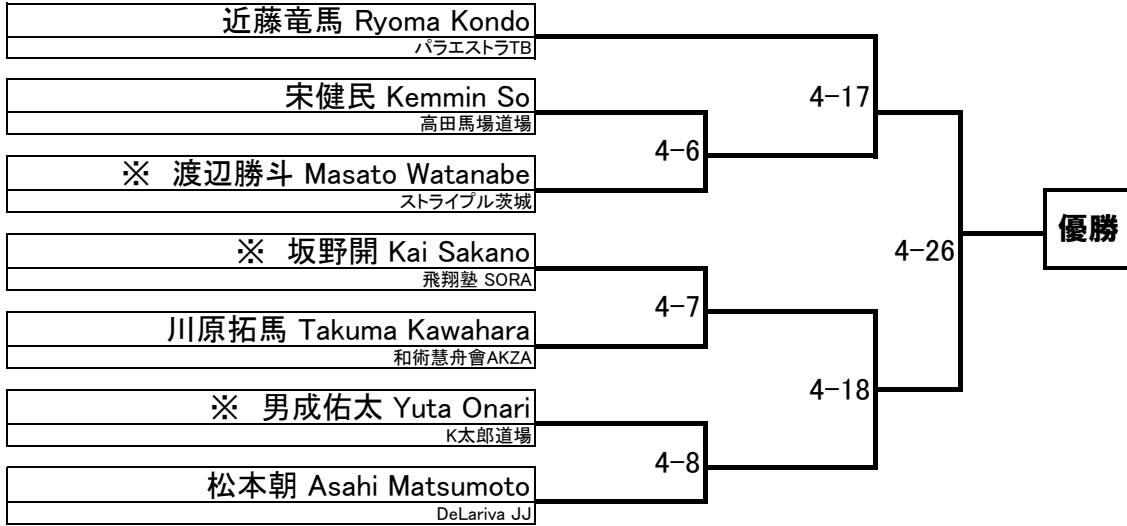 近藤竜馬 Ryoma Kondo
パラエストラTB
宋健民 Kemmin So
高田馬場道場
※ 渡辺勝斗 Masato Watanabe
ストライプル茨城
※ 坂野開 Kai Sakano
飛翔塾 SORA
川原拓馬 Takuma Kawahara
和術慧舟會AKZA
※ 男成佑太 Yuta Onari
K太郎道場
松本朝 Asahi Matsumoto
DeLariva JJ
4-6
4-7
4-8
4-17
4-18
4-26
優勝